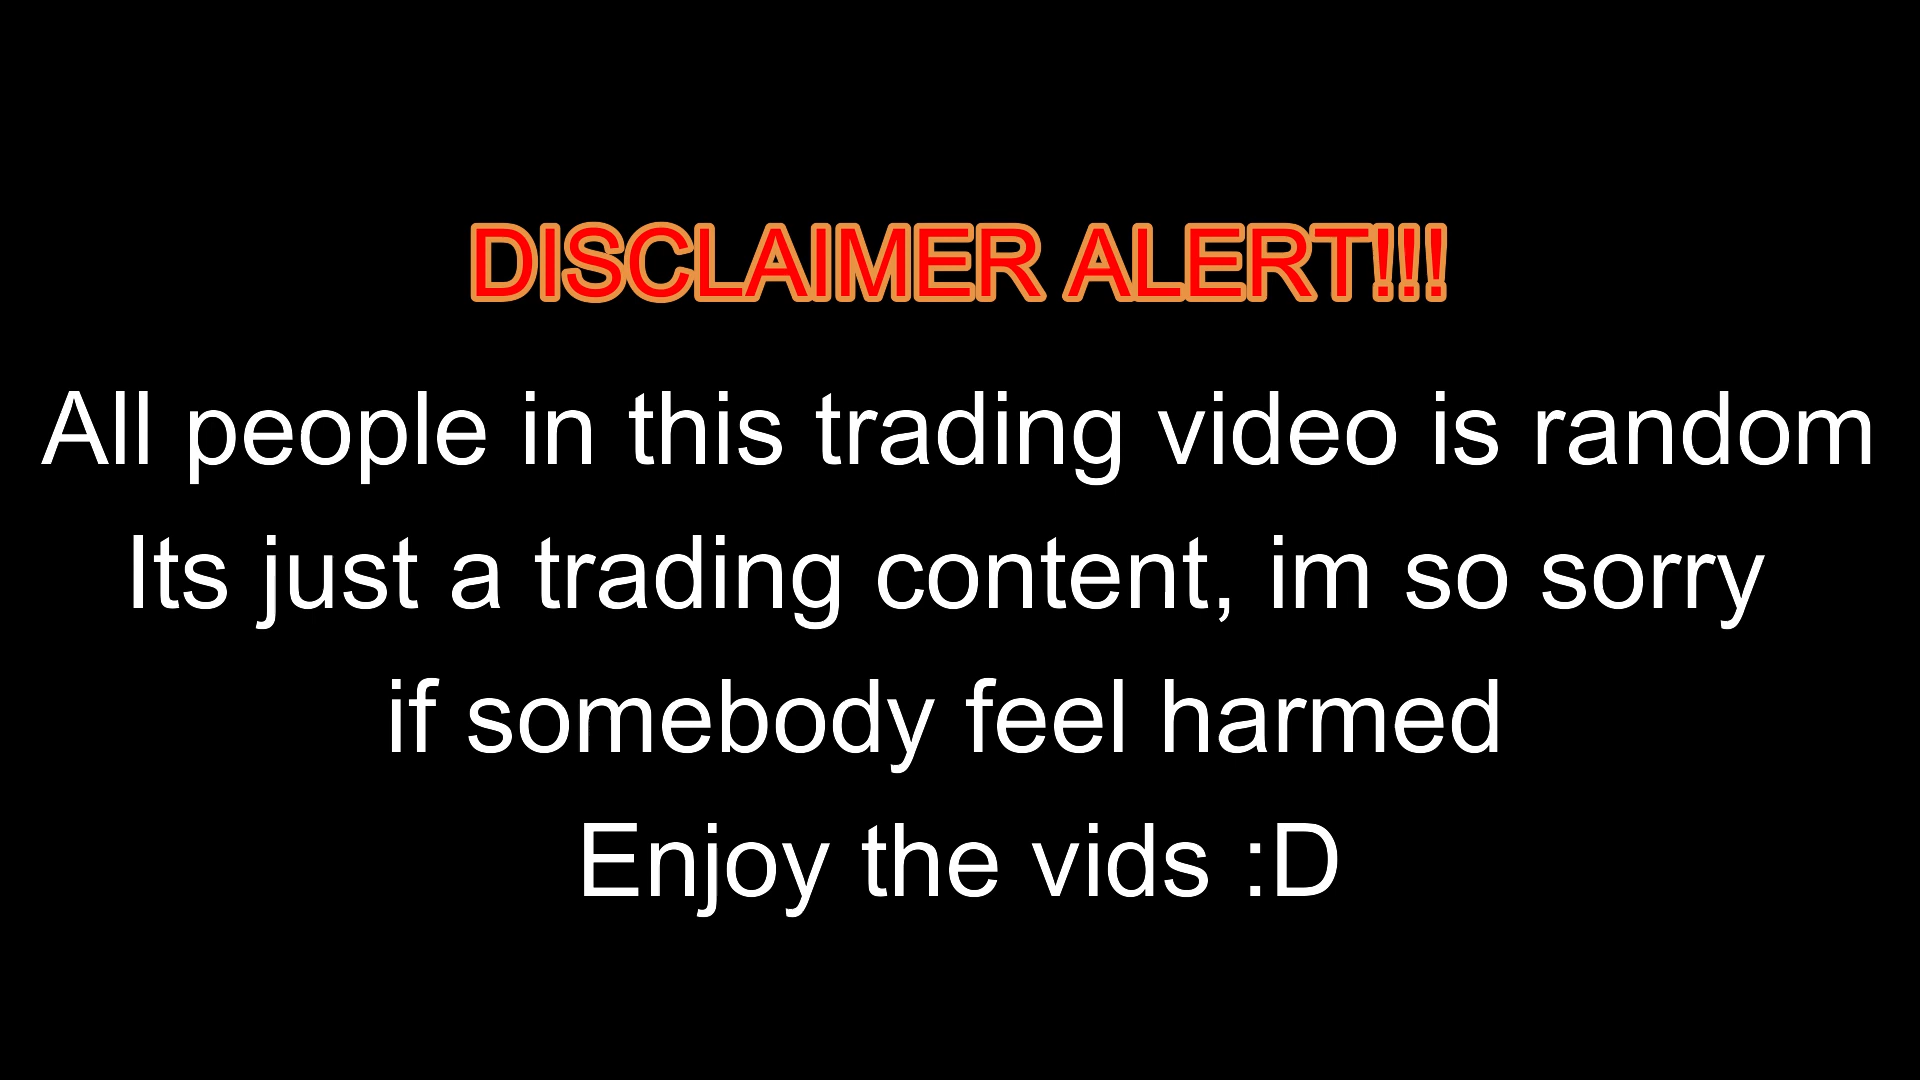 DISCLAIMER ALERT!!!
All people in this trading video is random
Its just a trading content, im so sorry
if somebody feel harmed
Enjoy the vids :D